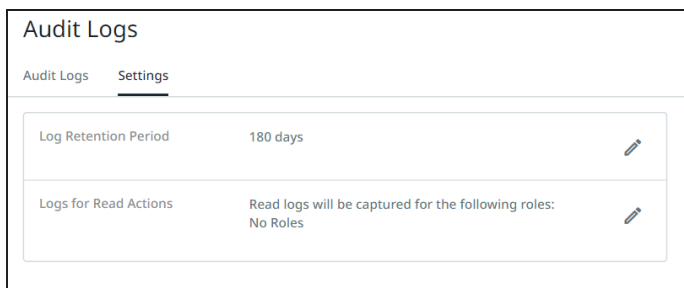 Audit Logs
Audit Logs Settings
Log Retention Period 180 days
Logs for Read Actions Read logs will be captured for the following roles:
No Roles